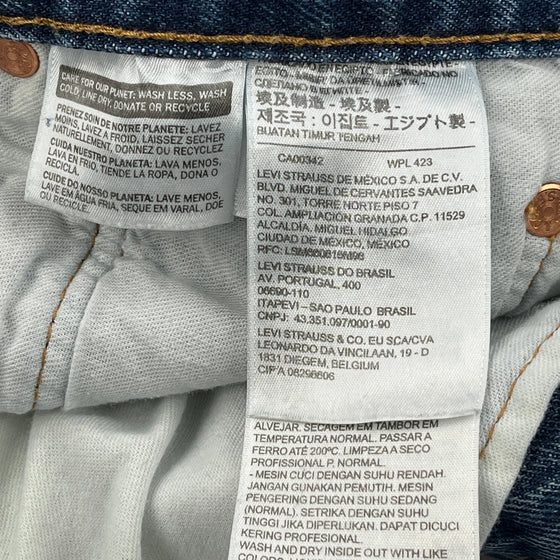 CARE FOR OUR PLANET: WASH LESS, WASH
COLD, LINE DRY, DONATE OR RECYCLE
PRENEZ SOIN DE NOTRE PLANETE: LAVEZ
MOINS, LAVEZ A FROID, LAISSEZ SECHER
NATURELLEMENT, DONNEZ OU RECYCLEZ
CUIDA NUESTRO PLANETA: LAVA MENOS,
LAVA EN FRIO, TIENDE LA ROPA, DONA O
RECICLA
CUIDE DO NOSSO PLANETA: LAVE MENOS,
LAVE EM ÁGUA FRIA, SEQUE EM VARAL, DOE
OU RECICLE
埃及制造 - 埃及製 -
제조국: 이집트 - エジプト製 -
BUATAN TIMUR TENGAH
CA00342 WPL 423
LEVI STRAUSS DE MÉXICO S.A. DE C.V.
BLVD. MIGUEL DE CERVANTES SAAVEDRA
NO. 301, TORRE NORTE PISO 7
COL. AMPLIACIÓN GRANADA C.P. 11529
ALCALDÍA. MIGUEL HIDALGO
CIUDAD DE MÉXICO, MÉXICO
RFC:
LEVI STRAUSS DO BRASIL
AV. PORTUGAL, 400
06690-110
ITAPEVI – SAO PAULO BRASIL
CNPJ: 43.351.097/0001-90
LEVI STRAUSS & CO. EU SCA/CVA
LEONARDO DA VINCILAAN, 19 - D
1831 DIEGEM, BELGIUM
CIF:A 08296806
ALVEJAR. SECAGEM EM TAMBOR EM
TEMPERATURA NORMAL. PASSAR A
FERRO ATÉ 200ºC. LIMPEZA A SECO
PROFISSIONAL P. NORMAL.
- MESIN CUCI DENGAN SUHU RENDAH.
JANGAN GUNAKAN PEMUTIH. MESIN
PENGERING DENGAN SUHU SEDANG
(NORMAL). SETRIKA DENGAN SUHU
TINGGI JIKA DIPERLUKAN. DAPAT DICUCI
KERING PROFESSIONAL.
WASH AND DRY INSIDE OUT WITH LIKE